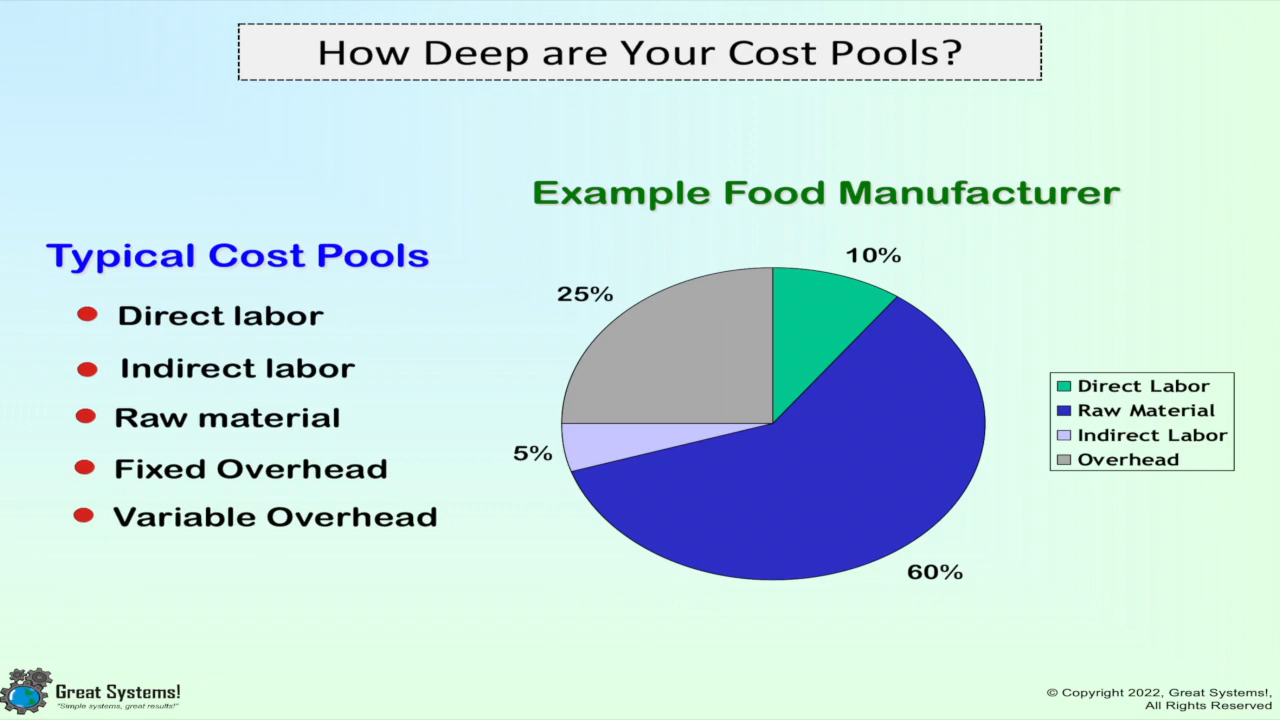 How Deep are Your Cost Pools?
Example Food Manufacturer
Typical Cost Pools
Direct labor
Indirect labor
Raw material
Fixed Overhead
Variable Overhead
10%
25%
5%
60%
Direct Labor
Raw Material
Indirect Labor
Overhead
Great Systems!
"Simple systems, great results!"
© Copyright 2022, Great Systems!,
All Rights Reserved